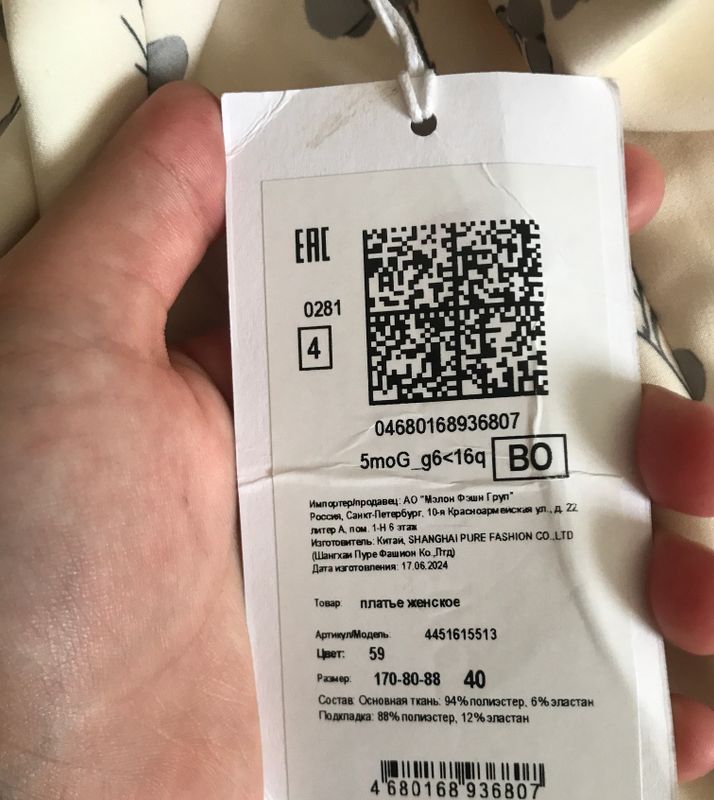 EAC
0281
4
04680168936807
5moG_g6<16q
BO
Импортер/продавец: АО "Мэлон Фэшн Груп"
Россия, Санкт-Петербург, 10-я Красноармейская ул., д. 22
литер А, пом. 1-Н 6 этаж
Изготовитель: Китай, SHANGHAI PURE FASHION CO.,LTD
(Шангхаи Пуре Фашион Ко.,Лтд)
Дата изготовления: 17.06.2024
Товар: платье женское
Артикул/Модель: 4451615513
Цвет: 59
Размер: 170-80-88 40
Состав: Основная ткань: 94% полиэстер, 6% эластан
Подкладка: 88% полиэстер, 12% эластан
4 680168 936807